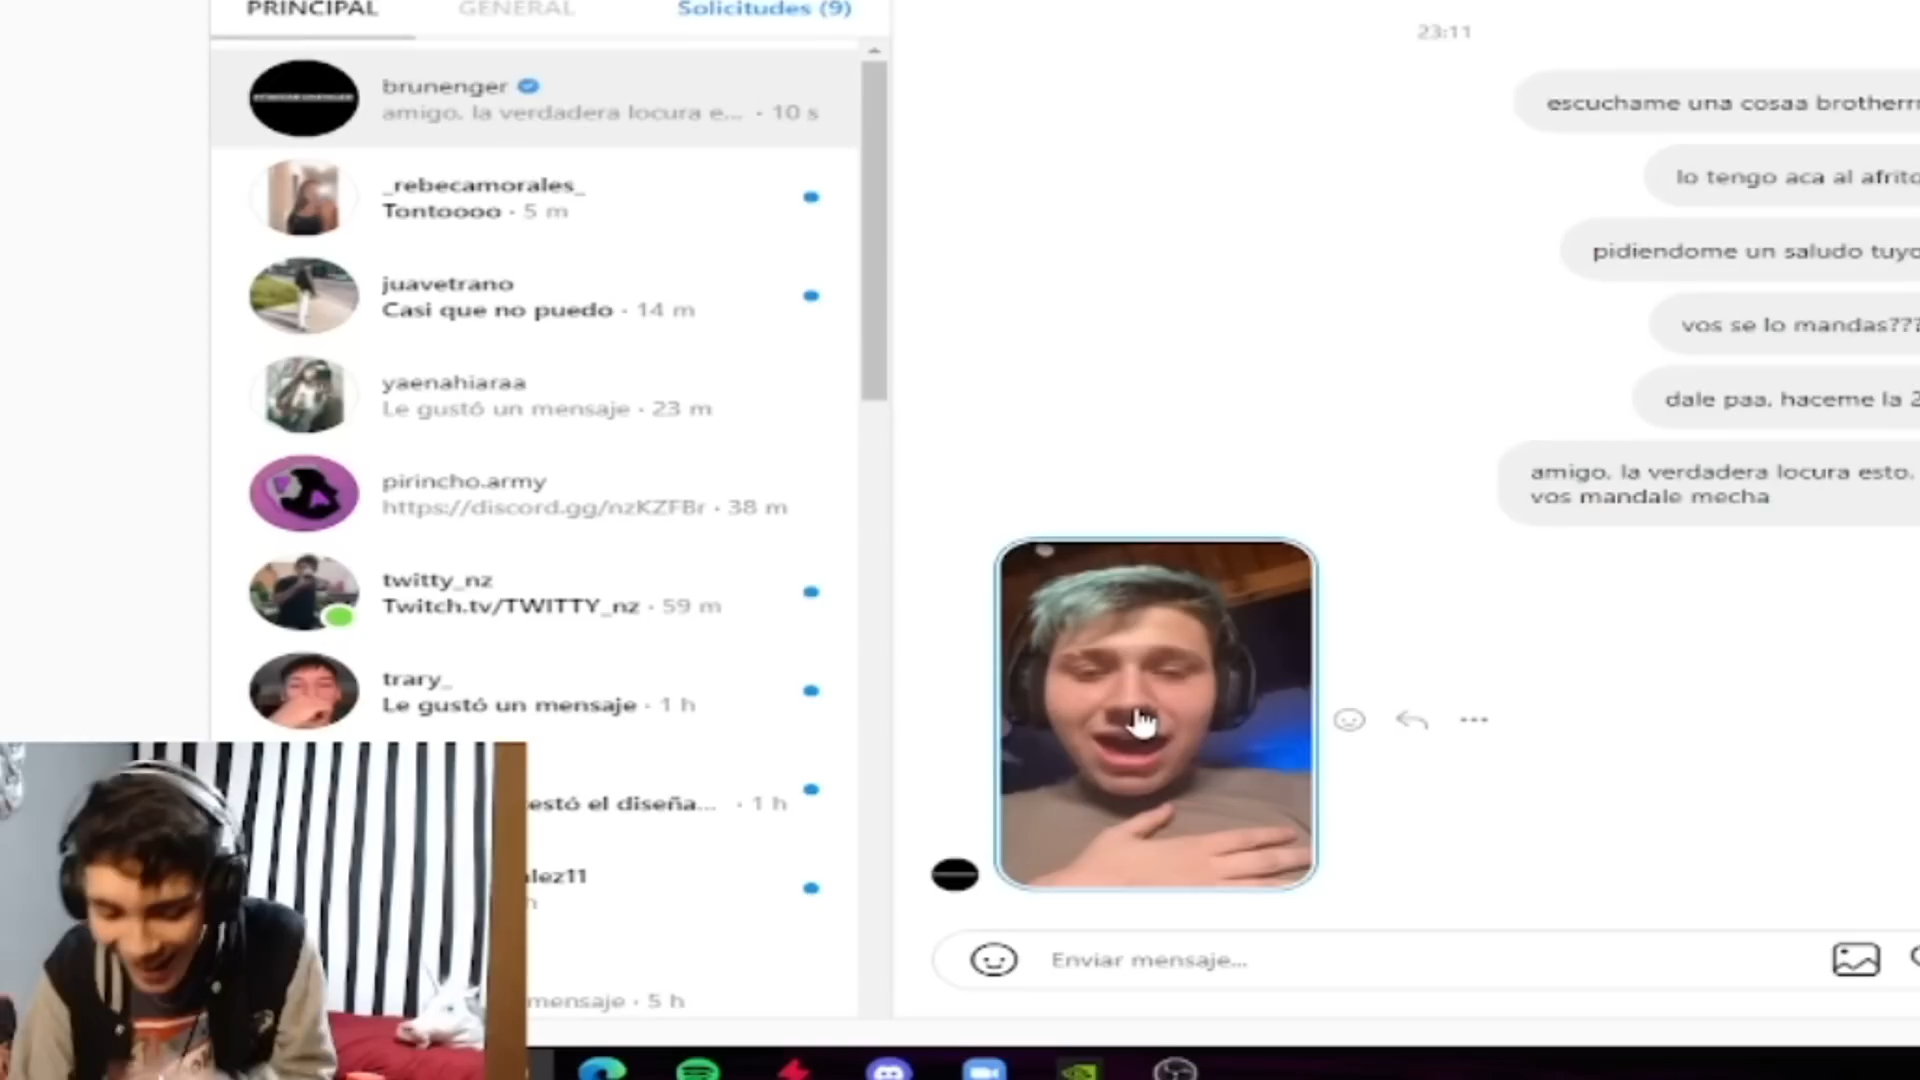 PRINCIPAL
GENERAL
Solicitudes (9)
brunenger
amigo. la verdadera locura e... · 10 s
_rebecamorales_
Tontoooo · 5 m
juavetrano
Casi que no puedo · 14 m
yaenahiaraa
Le gustó un mensaje · 23 m
pirincho.army
https://discord.gg/nzKZFBr · 38 m
twitty_nz
Twitch.tv/TWITTY_nz · 59 m
trary_
Le gustó un mensaje · 1 h
estó el diseña... · 1 h
lez11
mensaje · 5 h
23:11
escuchame una cosaa brotherr
lo tengo aca al afrito
pidiendome un saludo tuyo
vos se lo mandas???
dale paa. haceme la 2
amigo. la verdadera locura esto.
vos mandale mecha
Enviar mensaje...